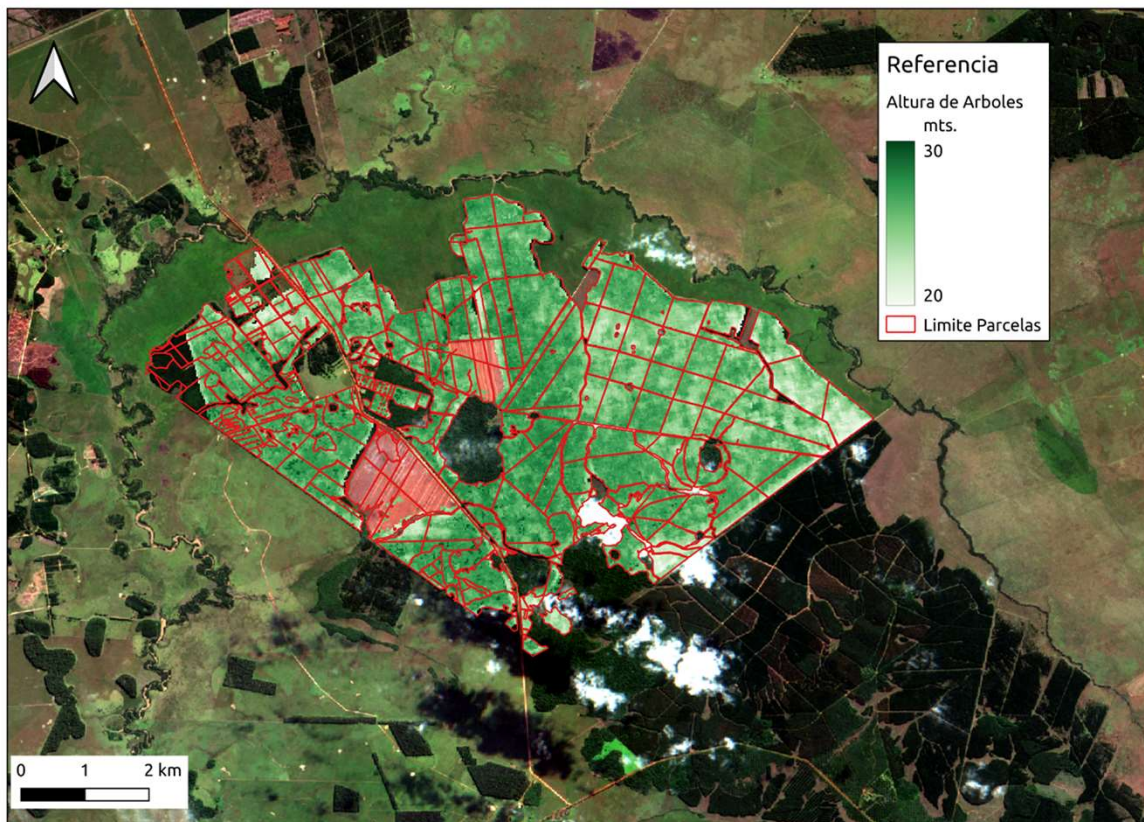 Referencia
Altura de Arboles
mts.
30
20
Limite Parcelas
0 1 2 km